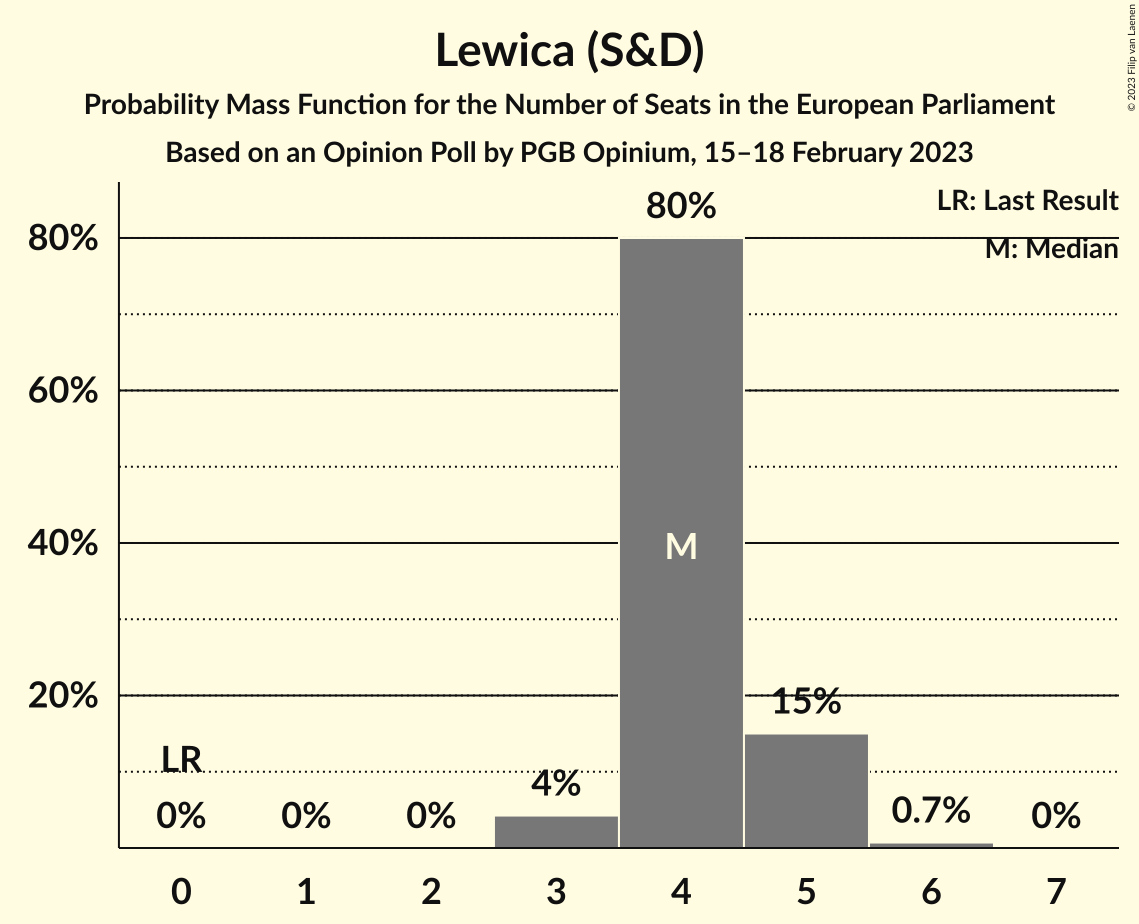 Lewica (S&D)
Probability Mass Function for the Number of Seats in the European Parliament
Based on an Opinion Poll by PGB Opinium, 15–18 February 2023
© 2023 Filip van Laenen
LR: Last Result
M: Median
80%
80%
60%
40%
M
20%
15%
LR
4%
0%
0%
0%
0.7%
0%
0 1 2 3 4 5 6 7